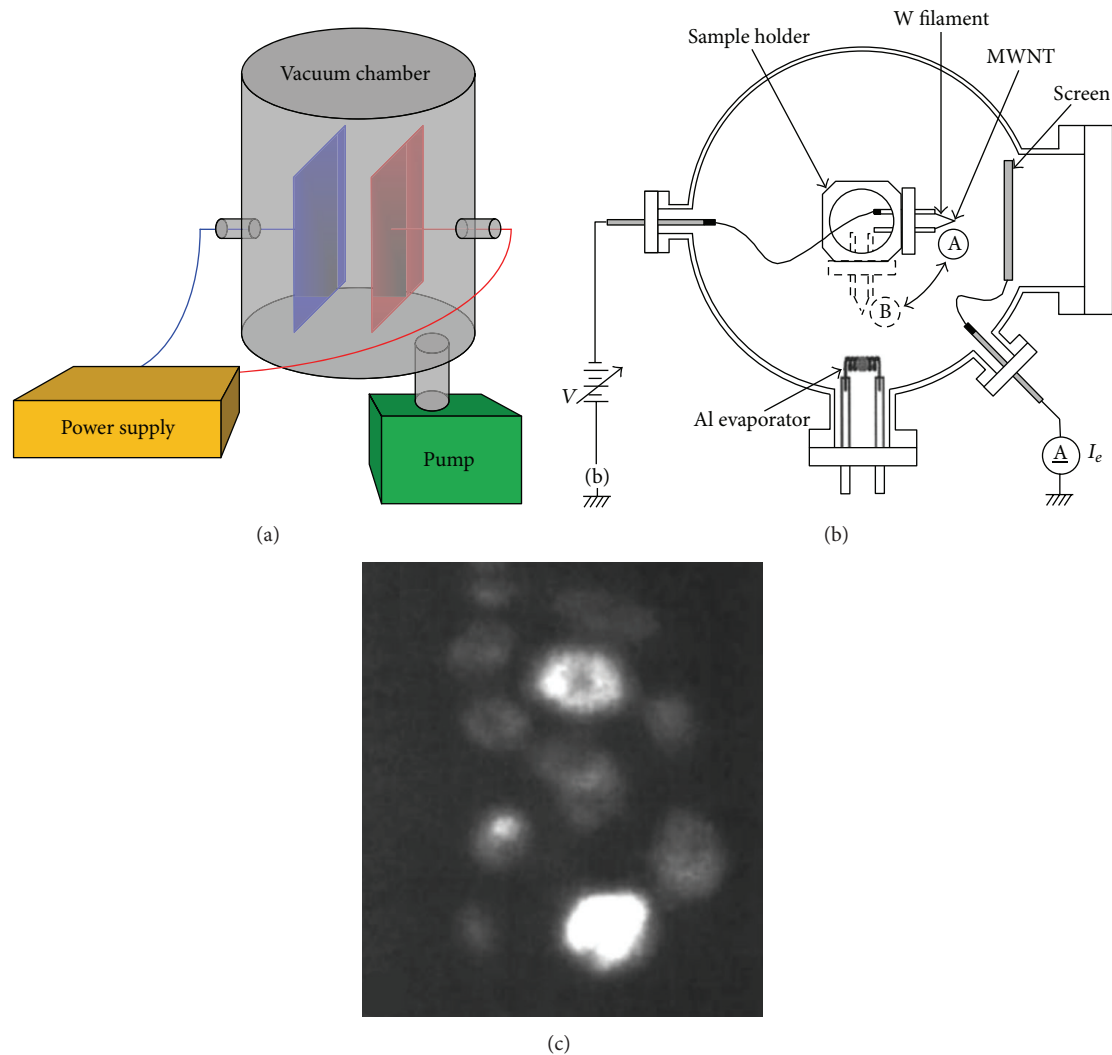 Vacuum chamber
Power supply
Pump
(a)
W filament
Sample holder
MWNT
Screen
A
B
V
Al evaporator
(b)
A
I_e
(b)
(c)